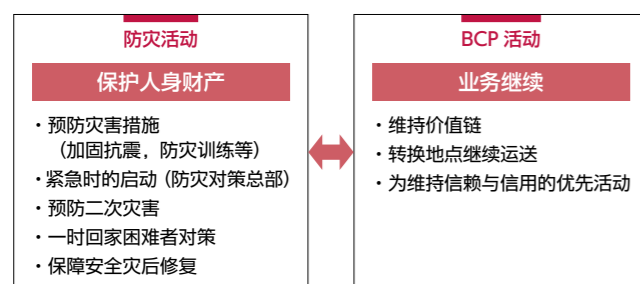 防灾活动
保护人身财产
・预防灾害措施
（加固抗震，防灾训练等）
・紧急时的启动（防灾对策总部）
・预防二次灾害
・一时回家困难者对策
・保障安全灾后修复
BCP 活动
业务继续
・维持价值链
・转换地点继续运送
・为维持信赖与信用的优先活动